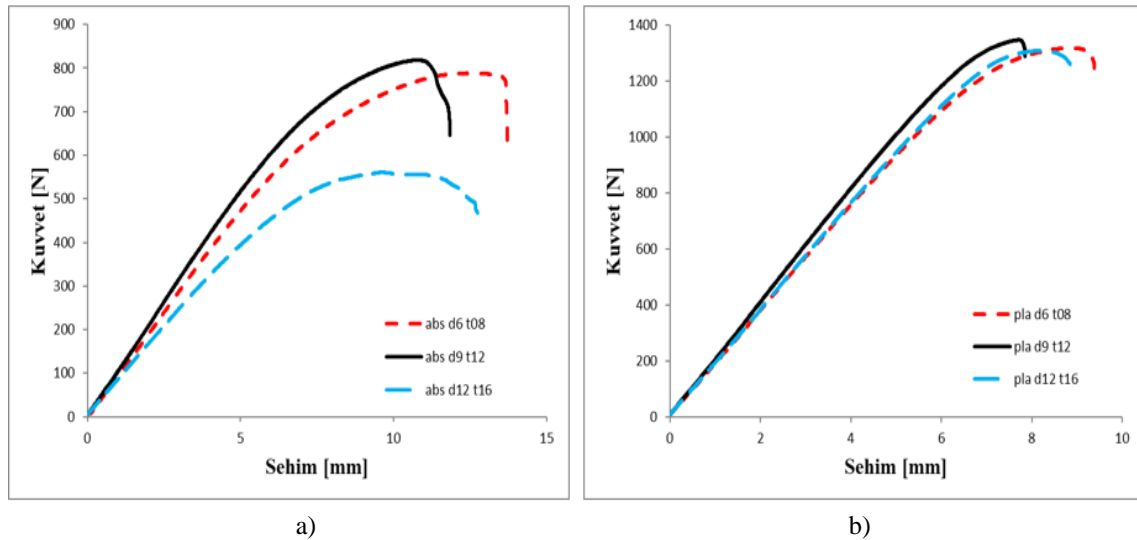 900
800
700
600
500
400
300
200
100
0
Kuvvet [N]
abs d6 t08
abs d9 t12
abs d12 t16
0 5 10 15
Sehim [mm]
a)
1400
1200
1000
800
600
400
200
0
Kuvvet [N]
pla d6 t08
pla d9 t12
pla d12 t16
0 2 4 6 8 10
Sehim [mm]
b)